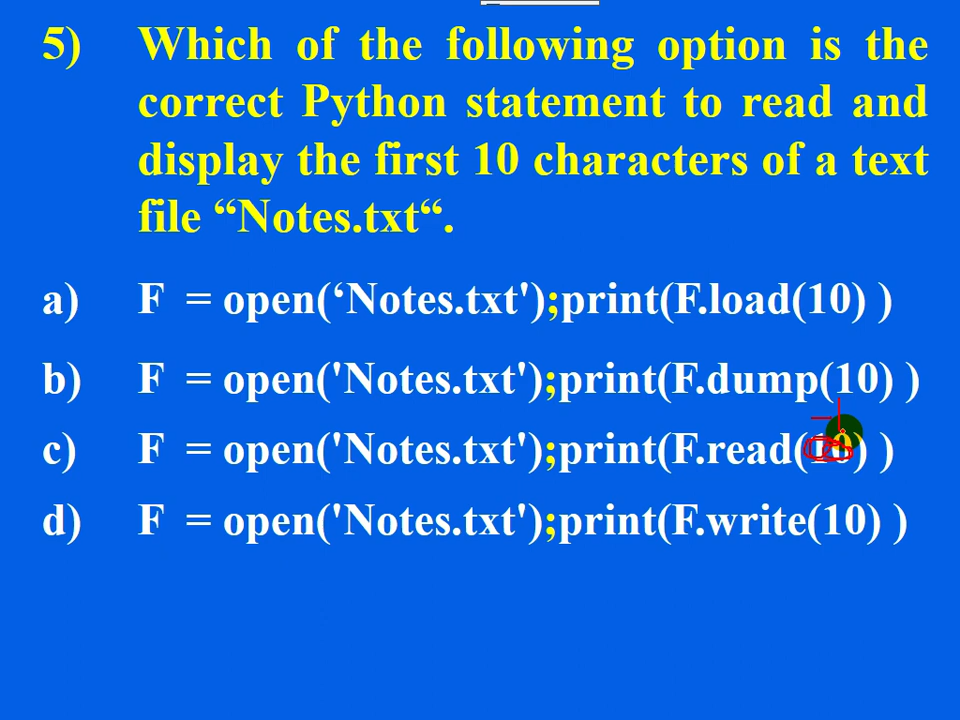 5) Which of the following option is the
correct Python statement to read and
display the first 10 characters of a text
file “Notes.txt“.
a) F = open(‘Notes.txt');print(F.load(10) )
b) F = open('Notes.txt');print(F.dump(10) )
c) F = open('Notes.txt');print(F.read(10) )
d) F = open('Notes.txt');print(F.write(10) )